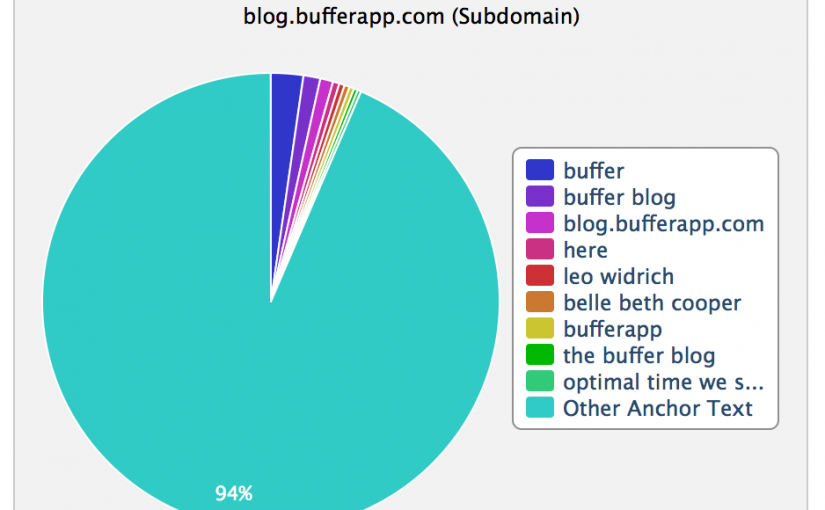 blog.bufferapp.com (Subdomain)
buffer
buffer blog
blog.bufferapp.com
here
leo widrich
belle beth cooper
bufferapp
the buffer blog
optimal time we s...
Other Anchor Text
94%